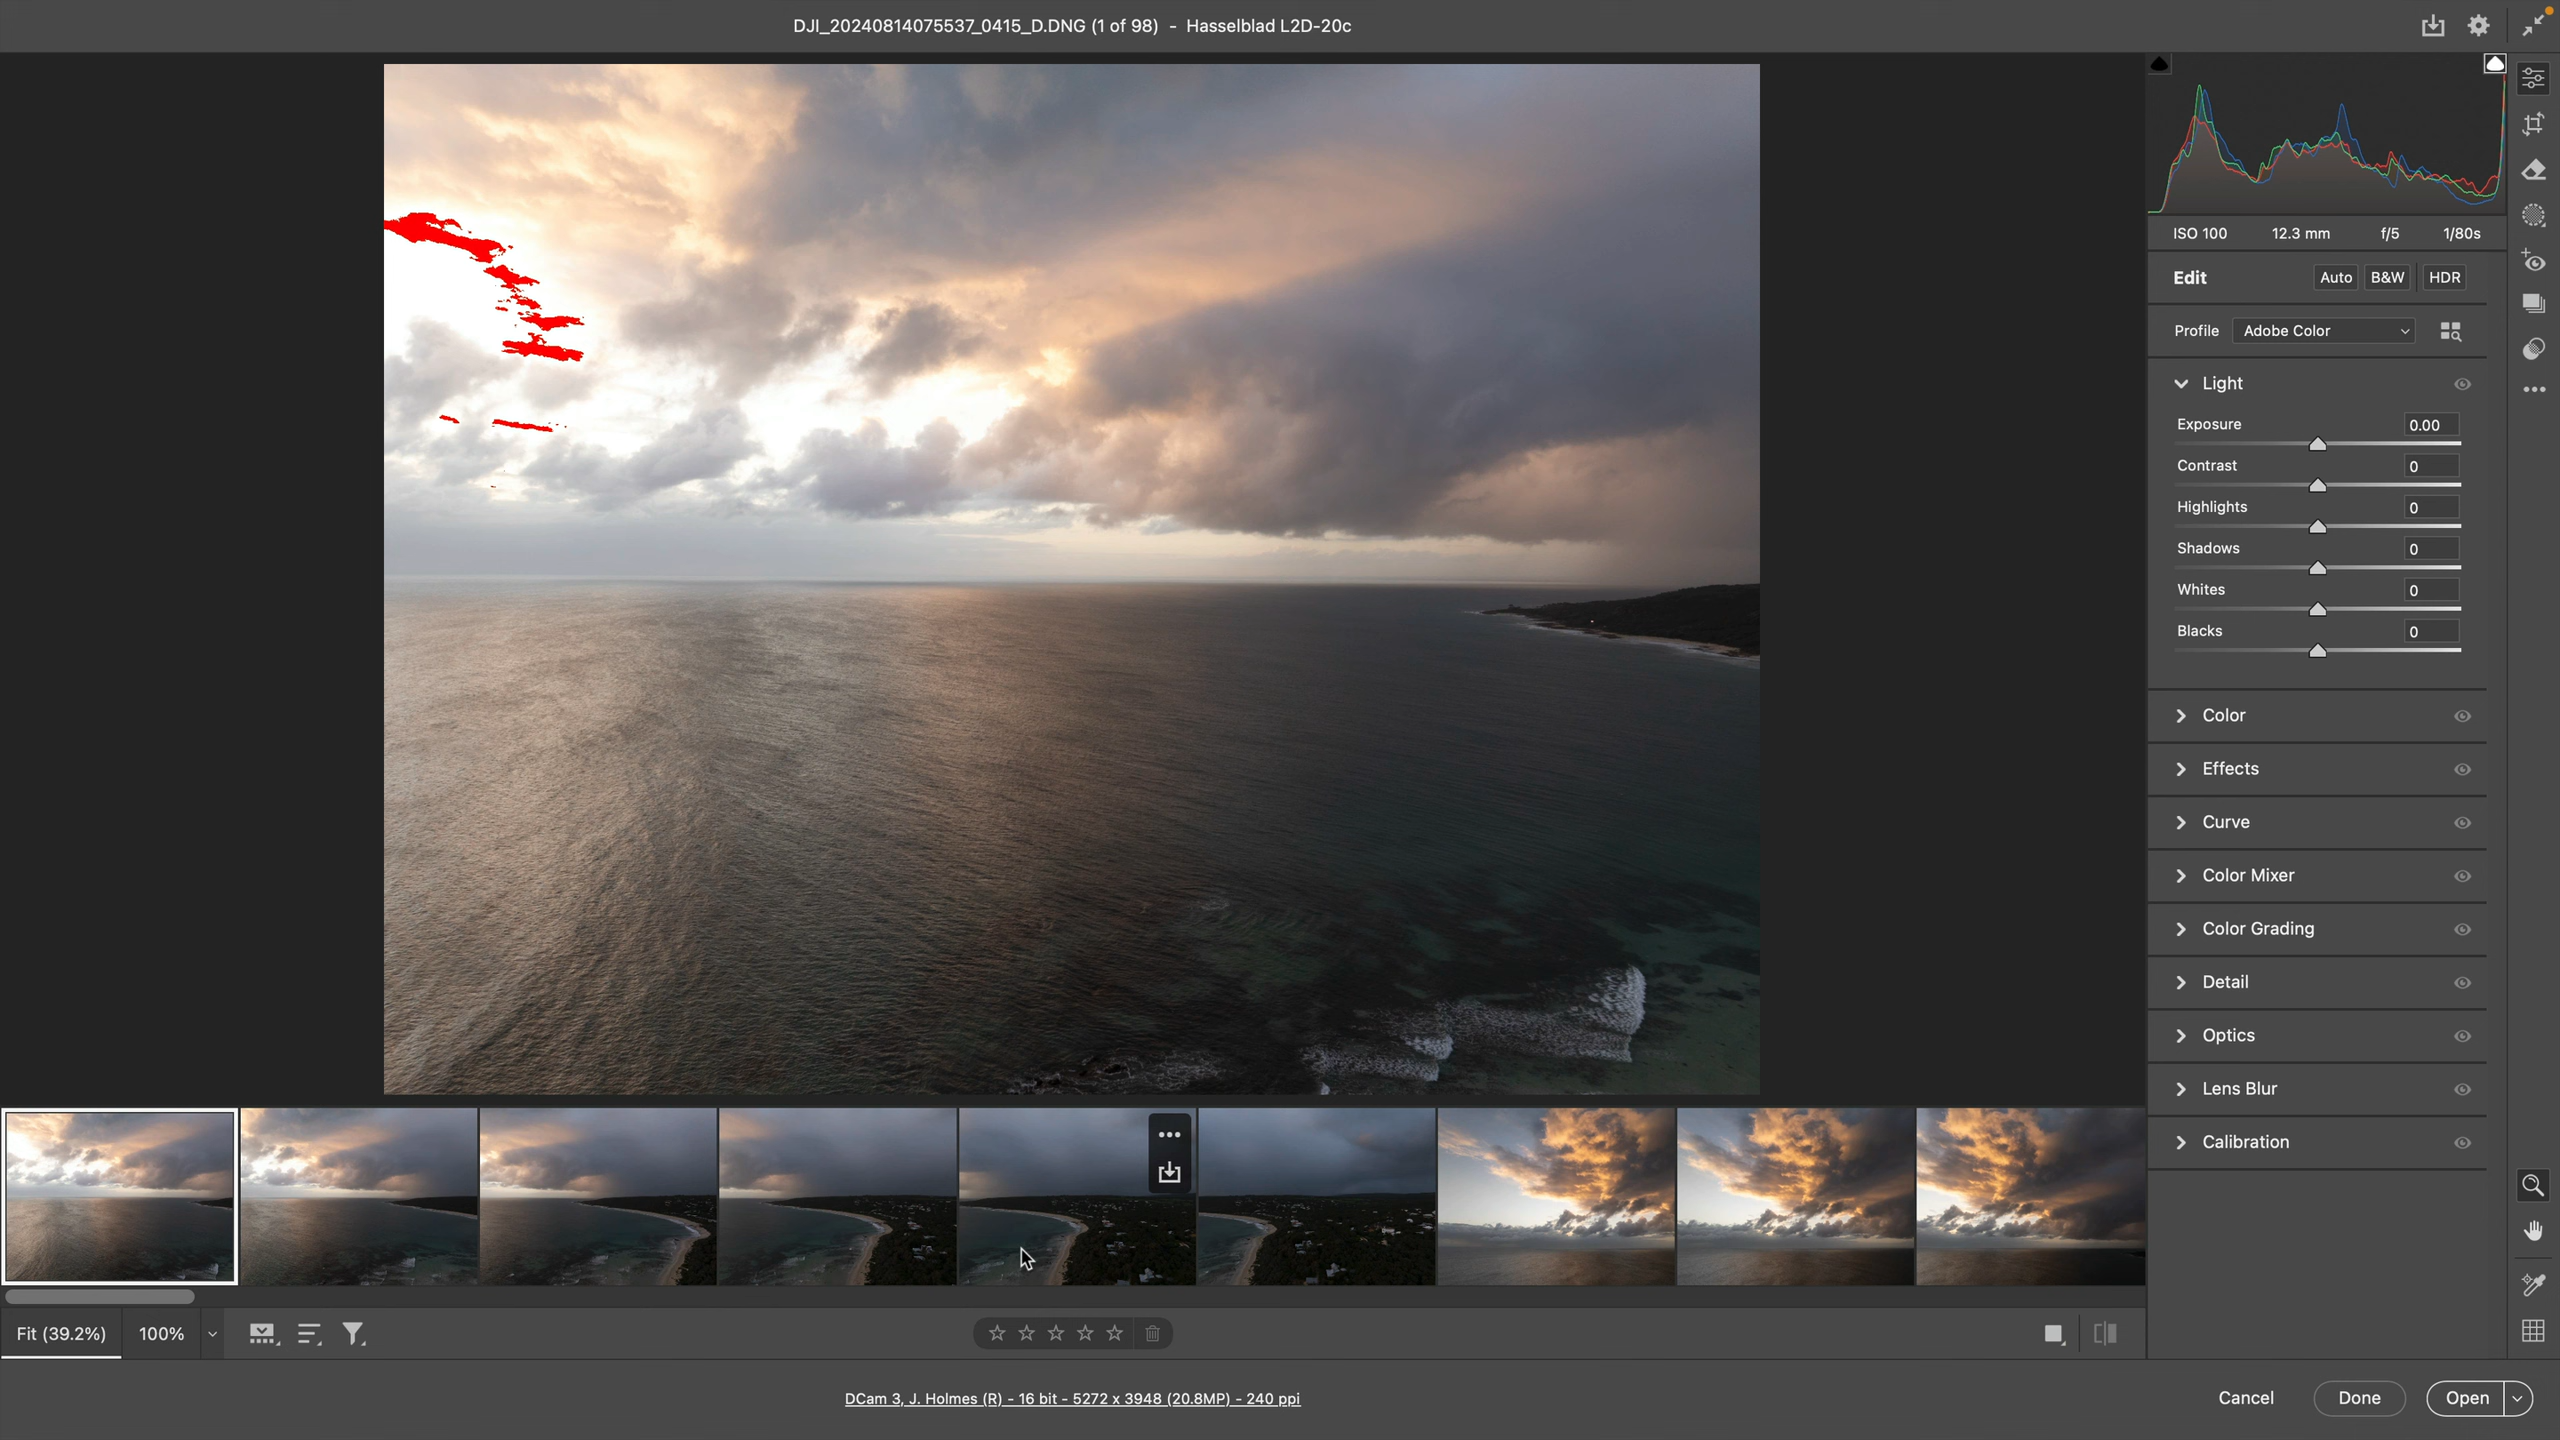 DJI_20240814075537_0415_D.DNG (1 of 98) - Hasselblad L2D-20c
ISO 100 12.3 mm f/5 1/80s
Edit Auto B&W HDR
Profile Adobe Color
Light
Exposure 0.00
Contrast 0
Highlights 0
Shadows 0
Whites 0
Blacks 0
Color
Effects
Curve
Color Mixer
Color Grading
Detail
Optics
Lens Blur
Calibration
Fit (39.2%) 100%
DCam 3, J. Holmes (R) - 16 bit - 5272 x 3948 (20.8MP) - 240 ppi
Cancel Done Open